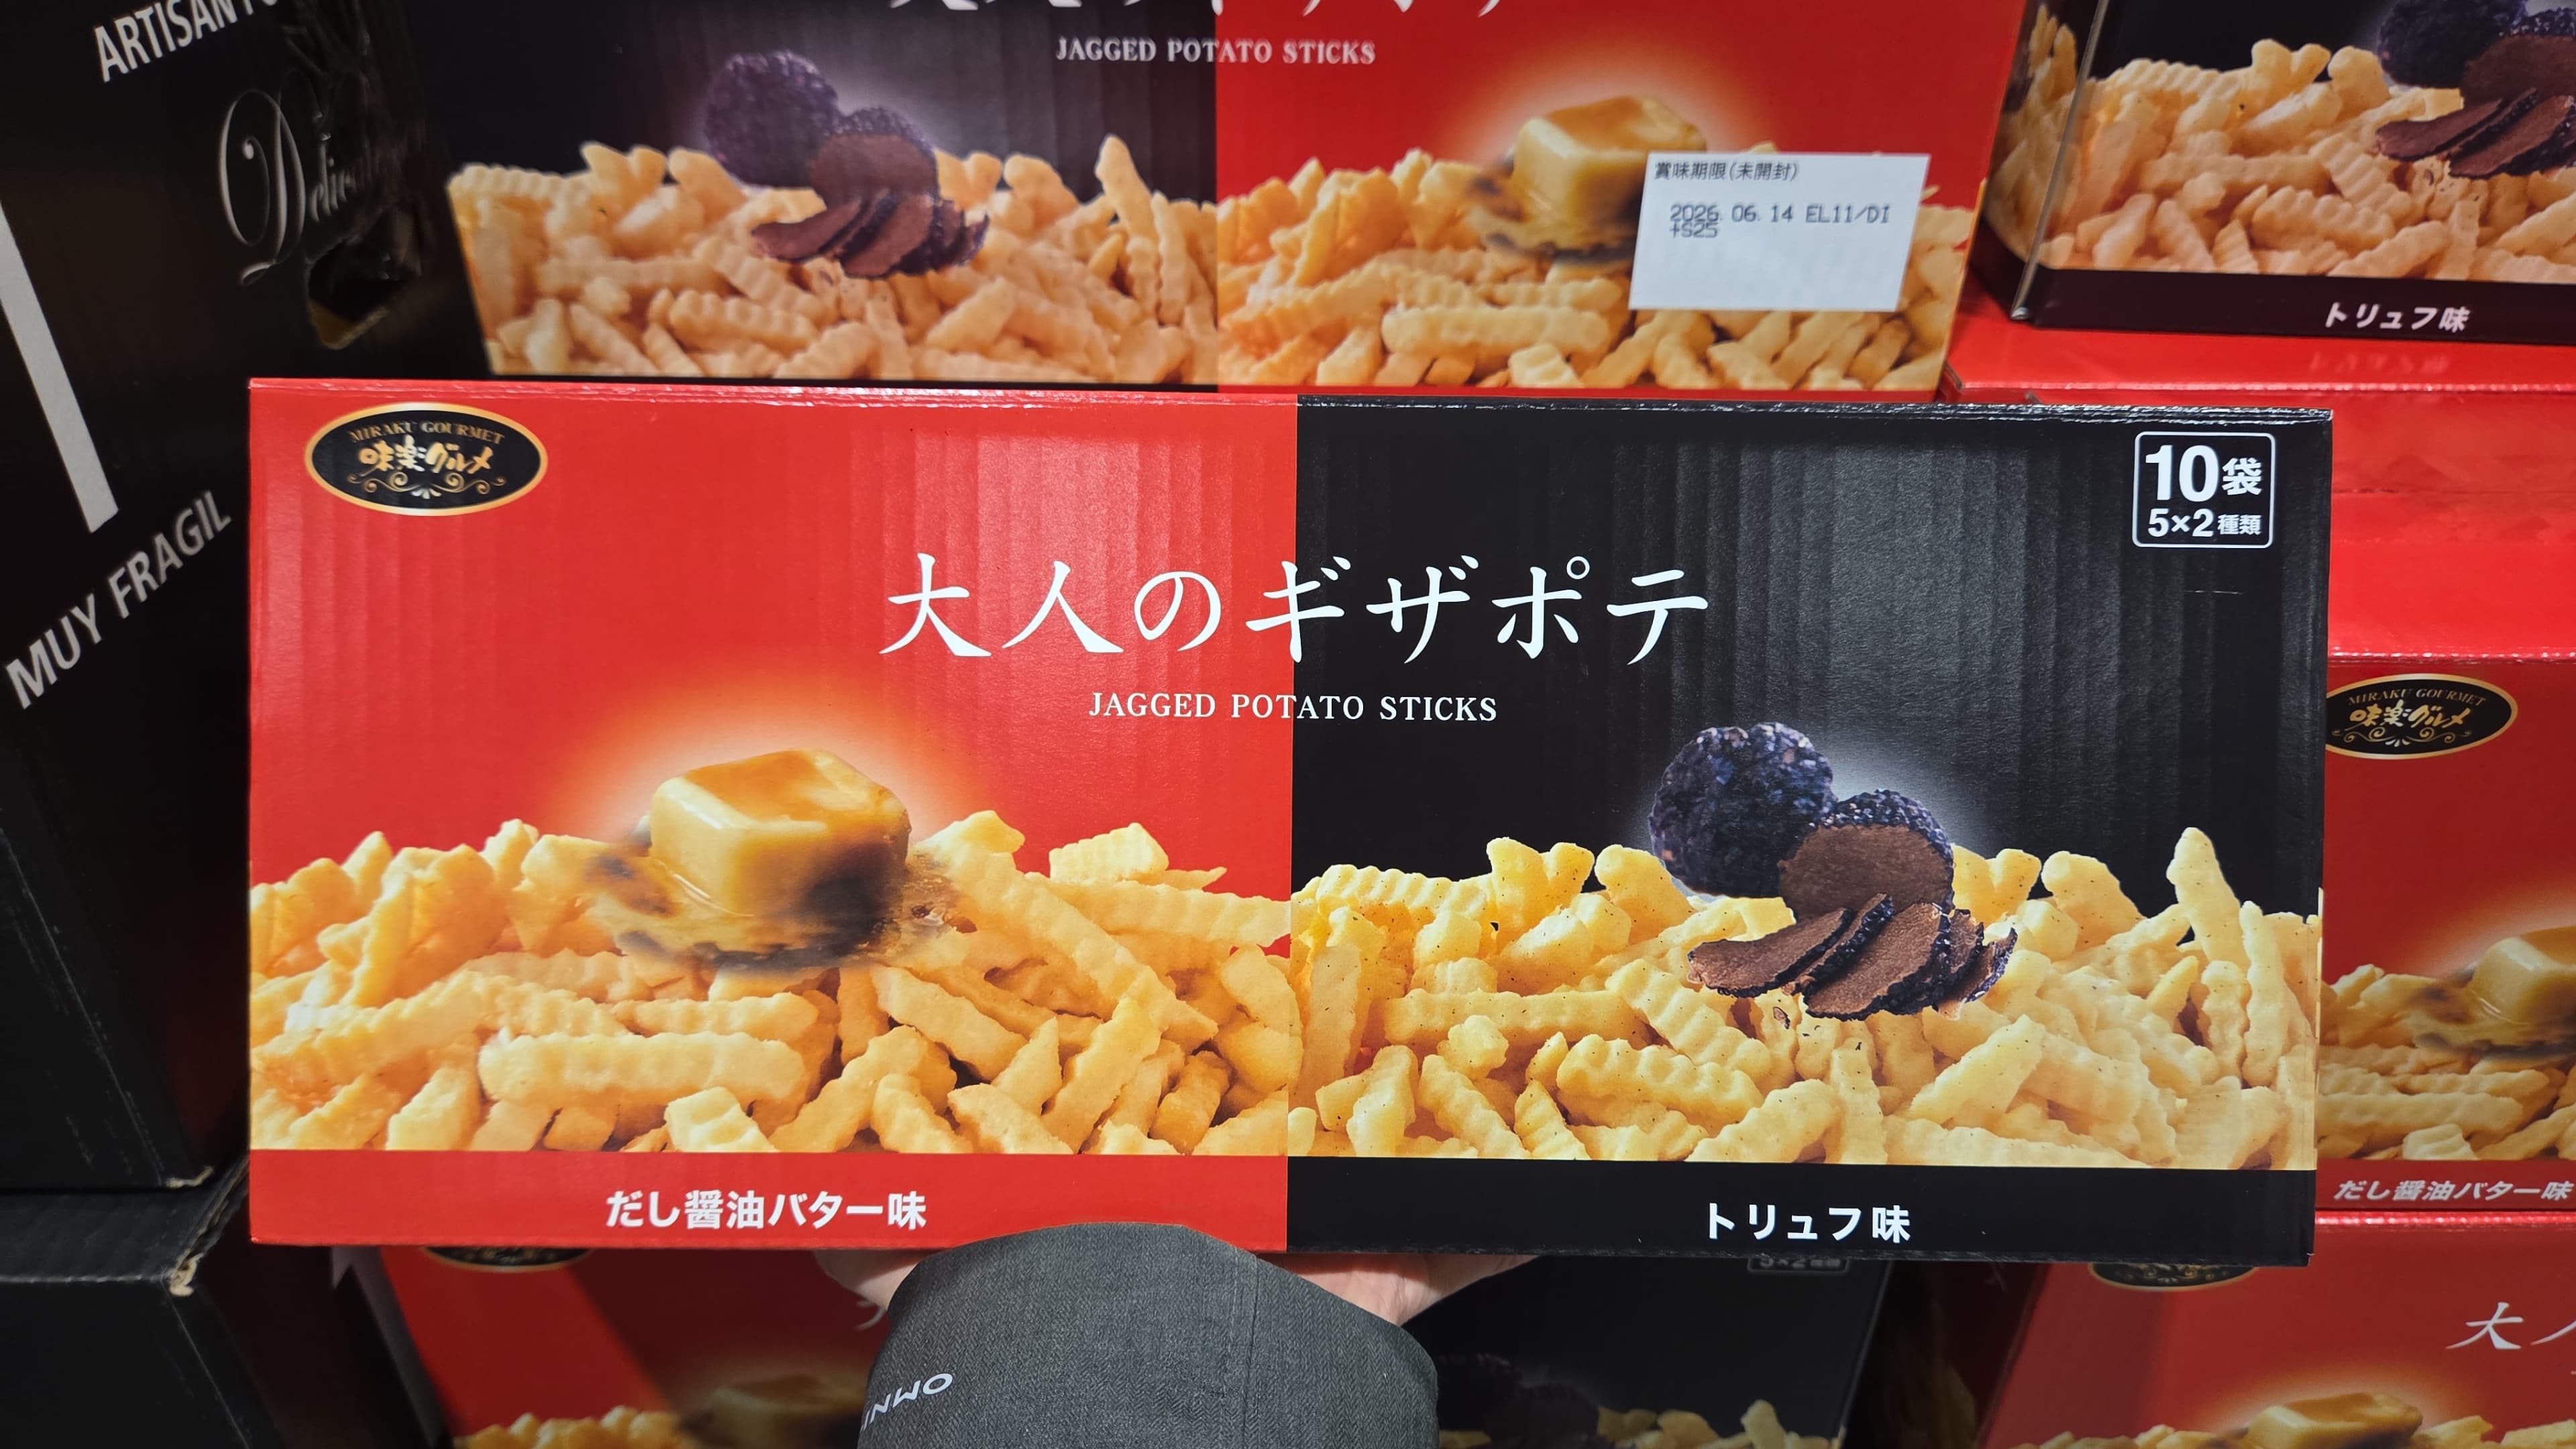 ARTISAN
JAGGED POTATO STICKS
賞味期限(未開封)
2026. 06. 14 EL11/DI
+S25
トリュフ味
MUY FRAGIL
MIRAKU GOURMET
味楽グルメ
10袋
5×2種類
大人のギザポテ
JAGGED POTATO STICKS
だし醤油バター味
トリュフ味
MIRAKU GOURMET
味楽グルメ
だし醤油バター味
大